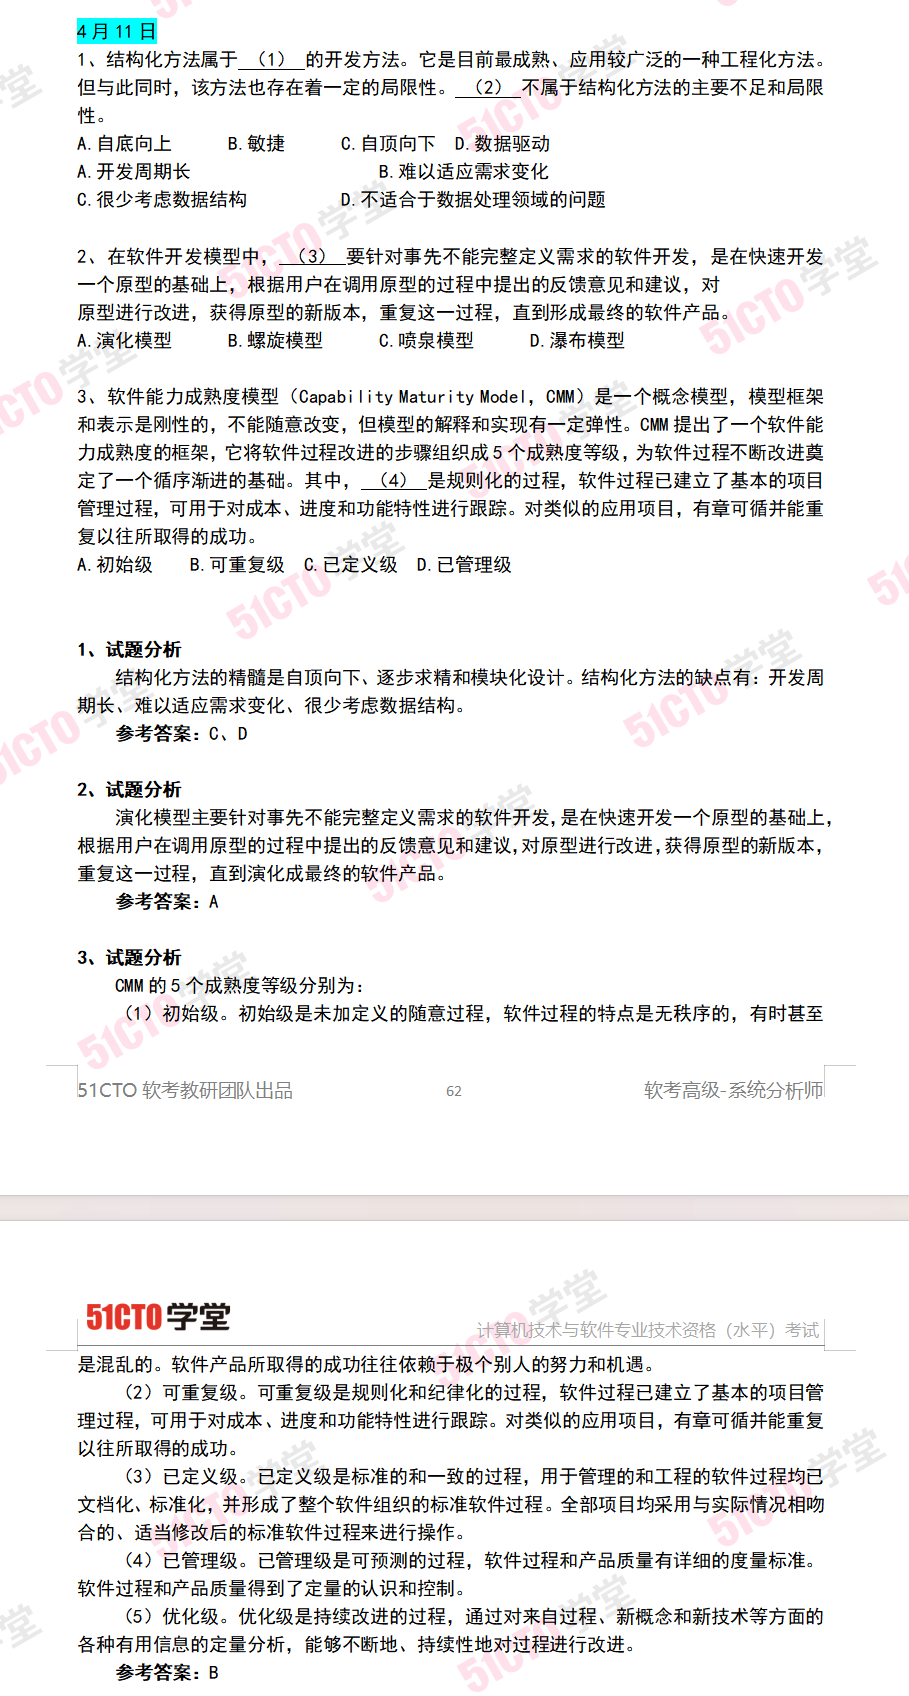 4月11日
1、结构化方法属于 （1） 的开发方法。它是目前最成熟、应用较广泛的一种工程化方法。
但与此同时，该方法也存在着一定的局限性。 （2） 不属于结构化方法的主要不足和局限
性。
A.自底向上 B.敏捷 C.自顶向下 D.数据驱动
A.开发周期长 B.难以适应需求变化
C.很少考虑数据结构 D.不适合于数据处理领域的问题
2、在软件开发模型中， （3） 要针对事先不能完整定义需求的软件开发，是在快速开发
一个原型的基础上，根据用户在调用原型的过程中提出的反馈意见和建议，对
原型进行改进，获得原型的新版本，重复这一过程，直到形成最终的软件产品。
A.演化模型 B.螺旋模型 C.喷泉模型 D.瀑布模型
3、软件能力成熟度模型（Capability Maturity Model，CMM）是一个概念模型，模型框架
和表示是刚性的，不能随意改变，但模型的解释和实现有一定弹性。CMM 提出了一个软件能
力成熟度的框架，它将软件过程改进的步骤组织成 5 个成熟度等级，为软件过程不断改进奠
定了一个循序渐进的基础。其中， （4） 是规则化的过程，软件过程已建立了基本的项目
管理过程，可用于对成本、进度和功能特性进行跟踪。对类似的应用项目，有章可循并能重
复以往所取得的成功。
A.初始级 B.可重复级 C.已定义级 D.已管理级
1、试题分析
结构化方法的精髓是自顶向下、逐步求精和模块化设计。结构化方法的缺点有：开发周
期长、难以适应需求变化、很少考虑数据结构。
参考答案：C、D
2、试题分析
演化模型主要针对事先不能完整定义需求的软件开发，是在快速开发一个原型的基础上，
根据用户在调用原型的过程中提出的反馈意见和建议，对原型进行改进，获得原型的新版本，
重复这一过程，直到演化成最终的软件产品。
参考答案：A
3、试题分析
CMM 的 5 个成熟度等级分别为：
（1）初始级。初始级是未加定义的随意过程，软件过程的特点是无秩序的，有时甚至
51CTO 软考教研团队出品 62 软考高级-系统分析师
51CTO学堂 计算机技术与软件专业技术资格（水平）考试
是混乱的。软件产品所取得的成功往往依赖于极个别人的努力和机遇。
（2）可重复级。可重复级是规则化和纪律化的过程，软件过程已建立了基本的项目管
理过程，可用于对成本、进度和功能特性进行跟踪。对类似的应用项目，有章可循并能重复
以往所取得的成功。
（3）已定义级。已定义级是标准的和一致的过程，用于管理的和工程的软件过程均已
文档化、标准化，并形成了整个软件组织的标准软件过程。全部项目均采用与实际情况相吻
合的、适当修改后的标准软件过程来进行操作。
（4）已管理级。已管理级是可预测的过程，软件过程和产品质量有详细的度量标准。
软件过程和产品质量得到了定量的认识和控制。
（5）优化级。优化级是持续改进的过程，通过对来自过程、新概念和新技术等方面的
各种有用信息的定量分析，能够不断地、持续性地对过程进行改进。
参考答案：B